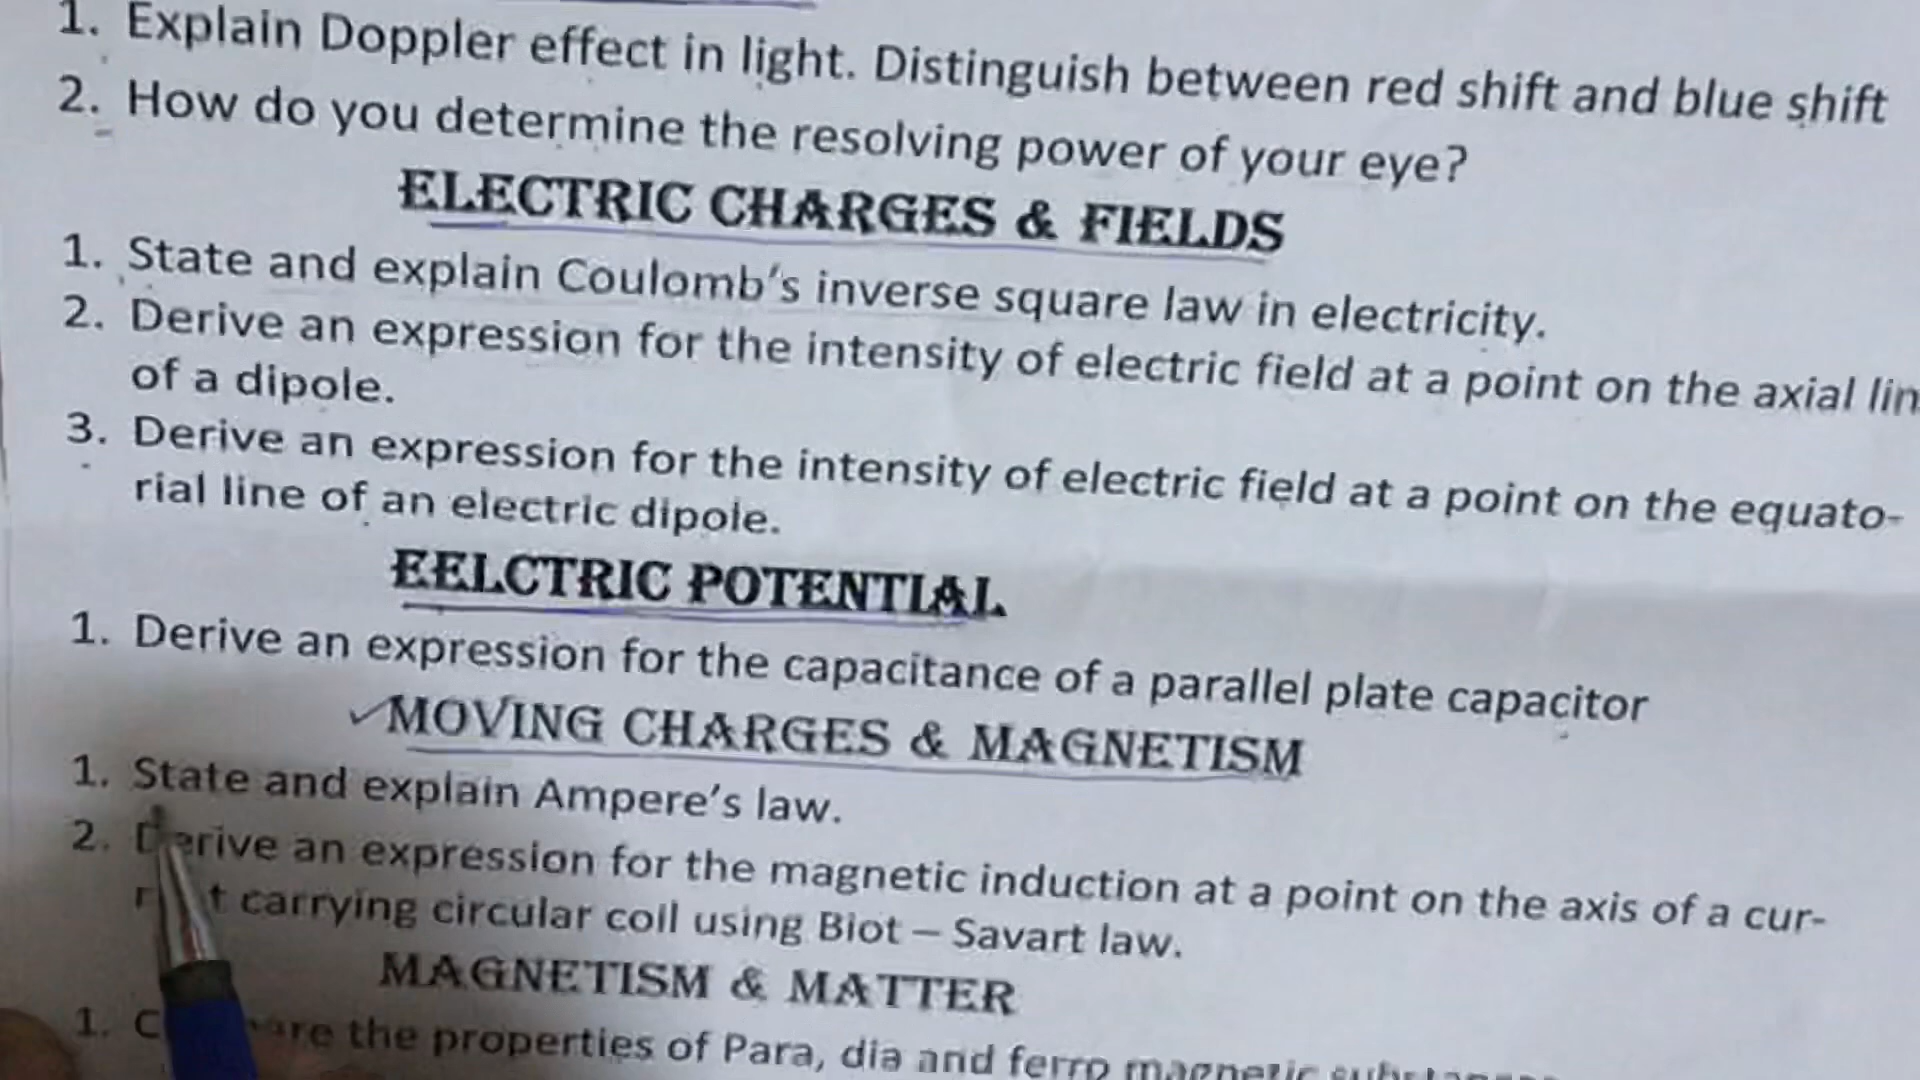 1. Explain Doppler effect in light. Distinguish between red shift and blue shift
2. How do you determine the resolving power of your eye?
ELECTRIC CHARGES & FIELDS
1. State and explain Coulomb's inverse square law in electricity.
2. Derive an expression for the intensity of electric field at a point on the axial lin
of a dipole.
3. Derive an expression for the intensity of electric field at a point on the equato-
rial line of an electric dipole.
EELCTRIC POTENTIAL
1. Derive an expression for the capacitance of a parallel plate capacitor
MOVING CHARGES & MAGNETISM
1. State and explain Ampere's law.
2. Derive an expression for the magnetic induction at a point on the axis of a cur-
carrying circular coil using Biot – Savart law.
MAGNETISM & MATTER
1. the properties of Para, dia and ferro magnetic